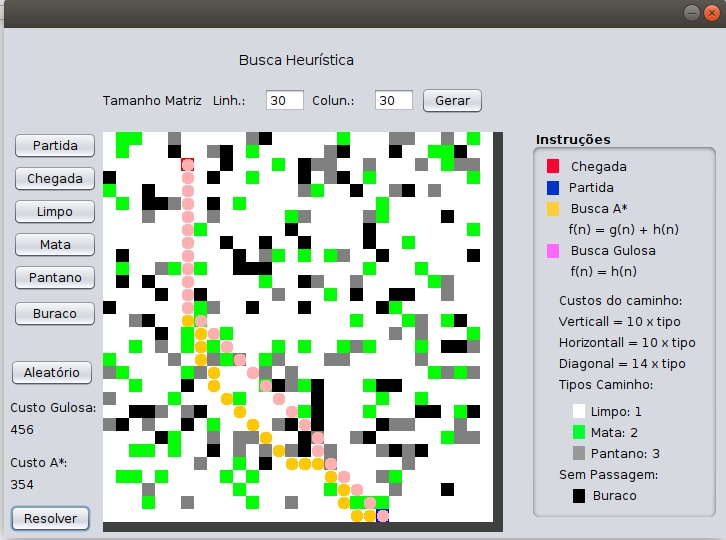 Busca Heurística
Tamanho Matriz Linh.: 30 Colun.: 30 Gerar
Partida
Chegada
Limpo
Mata
Pantano
Buraco
Aleatório
Custo Gulosa:
456
Custo A*:
354
Resolver
Instruções
Chegada
Partida
Busca A*
f(n) = g(n) + h(n)
Busca Gulosa
f(n) = h(n)
Custos do caminho:
Verticall = 10 x tipo
Horizontall = 10 x tipo
Diagonal = 14 x tipo
Tipos Caminho:
Limpo: 1
Mata: 2
Pantano: 3
Sem Passagem:
Buraco